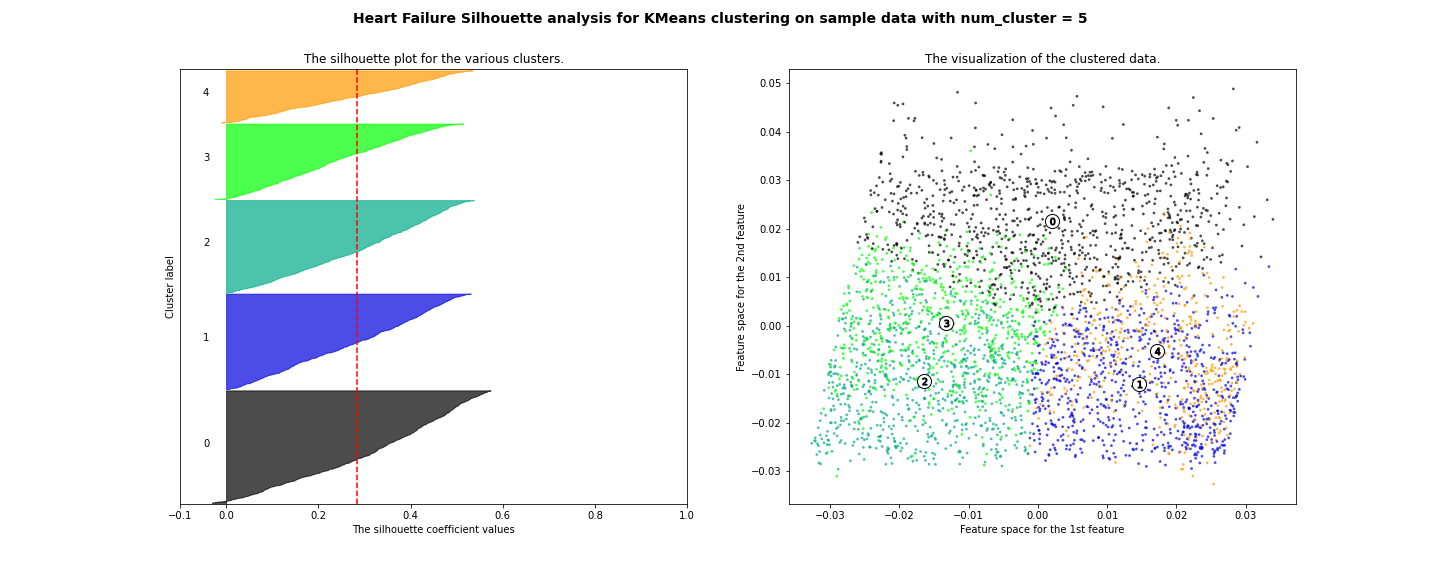 Heart Failure Silhouette analysis for KMeans clustering on sample data with num_cluster = 5
The silhouette plot for the various clusters.
Cluster label
4
3
2
1
0
−0.1 0.0 0.2 0.4 0.6 0.8 1.0
The silhouette coefficient values
The visualization of the clustered data.
Feature space for the 2nd feature
0.05
0.04
0.03
0.02
0.01
0.00
−0.01
−0.02
−0.03
0
3
4
2
1
−0.03 −0.02 −0.01 0.00 0.01 0.02 0.03
Feature space for the 1st feature